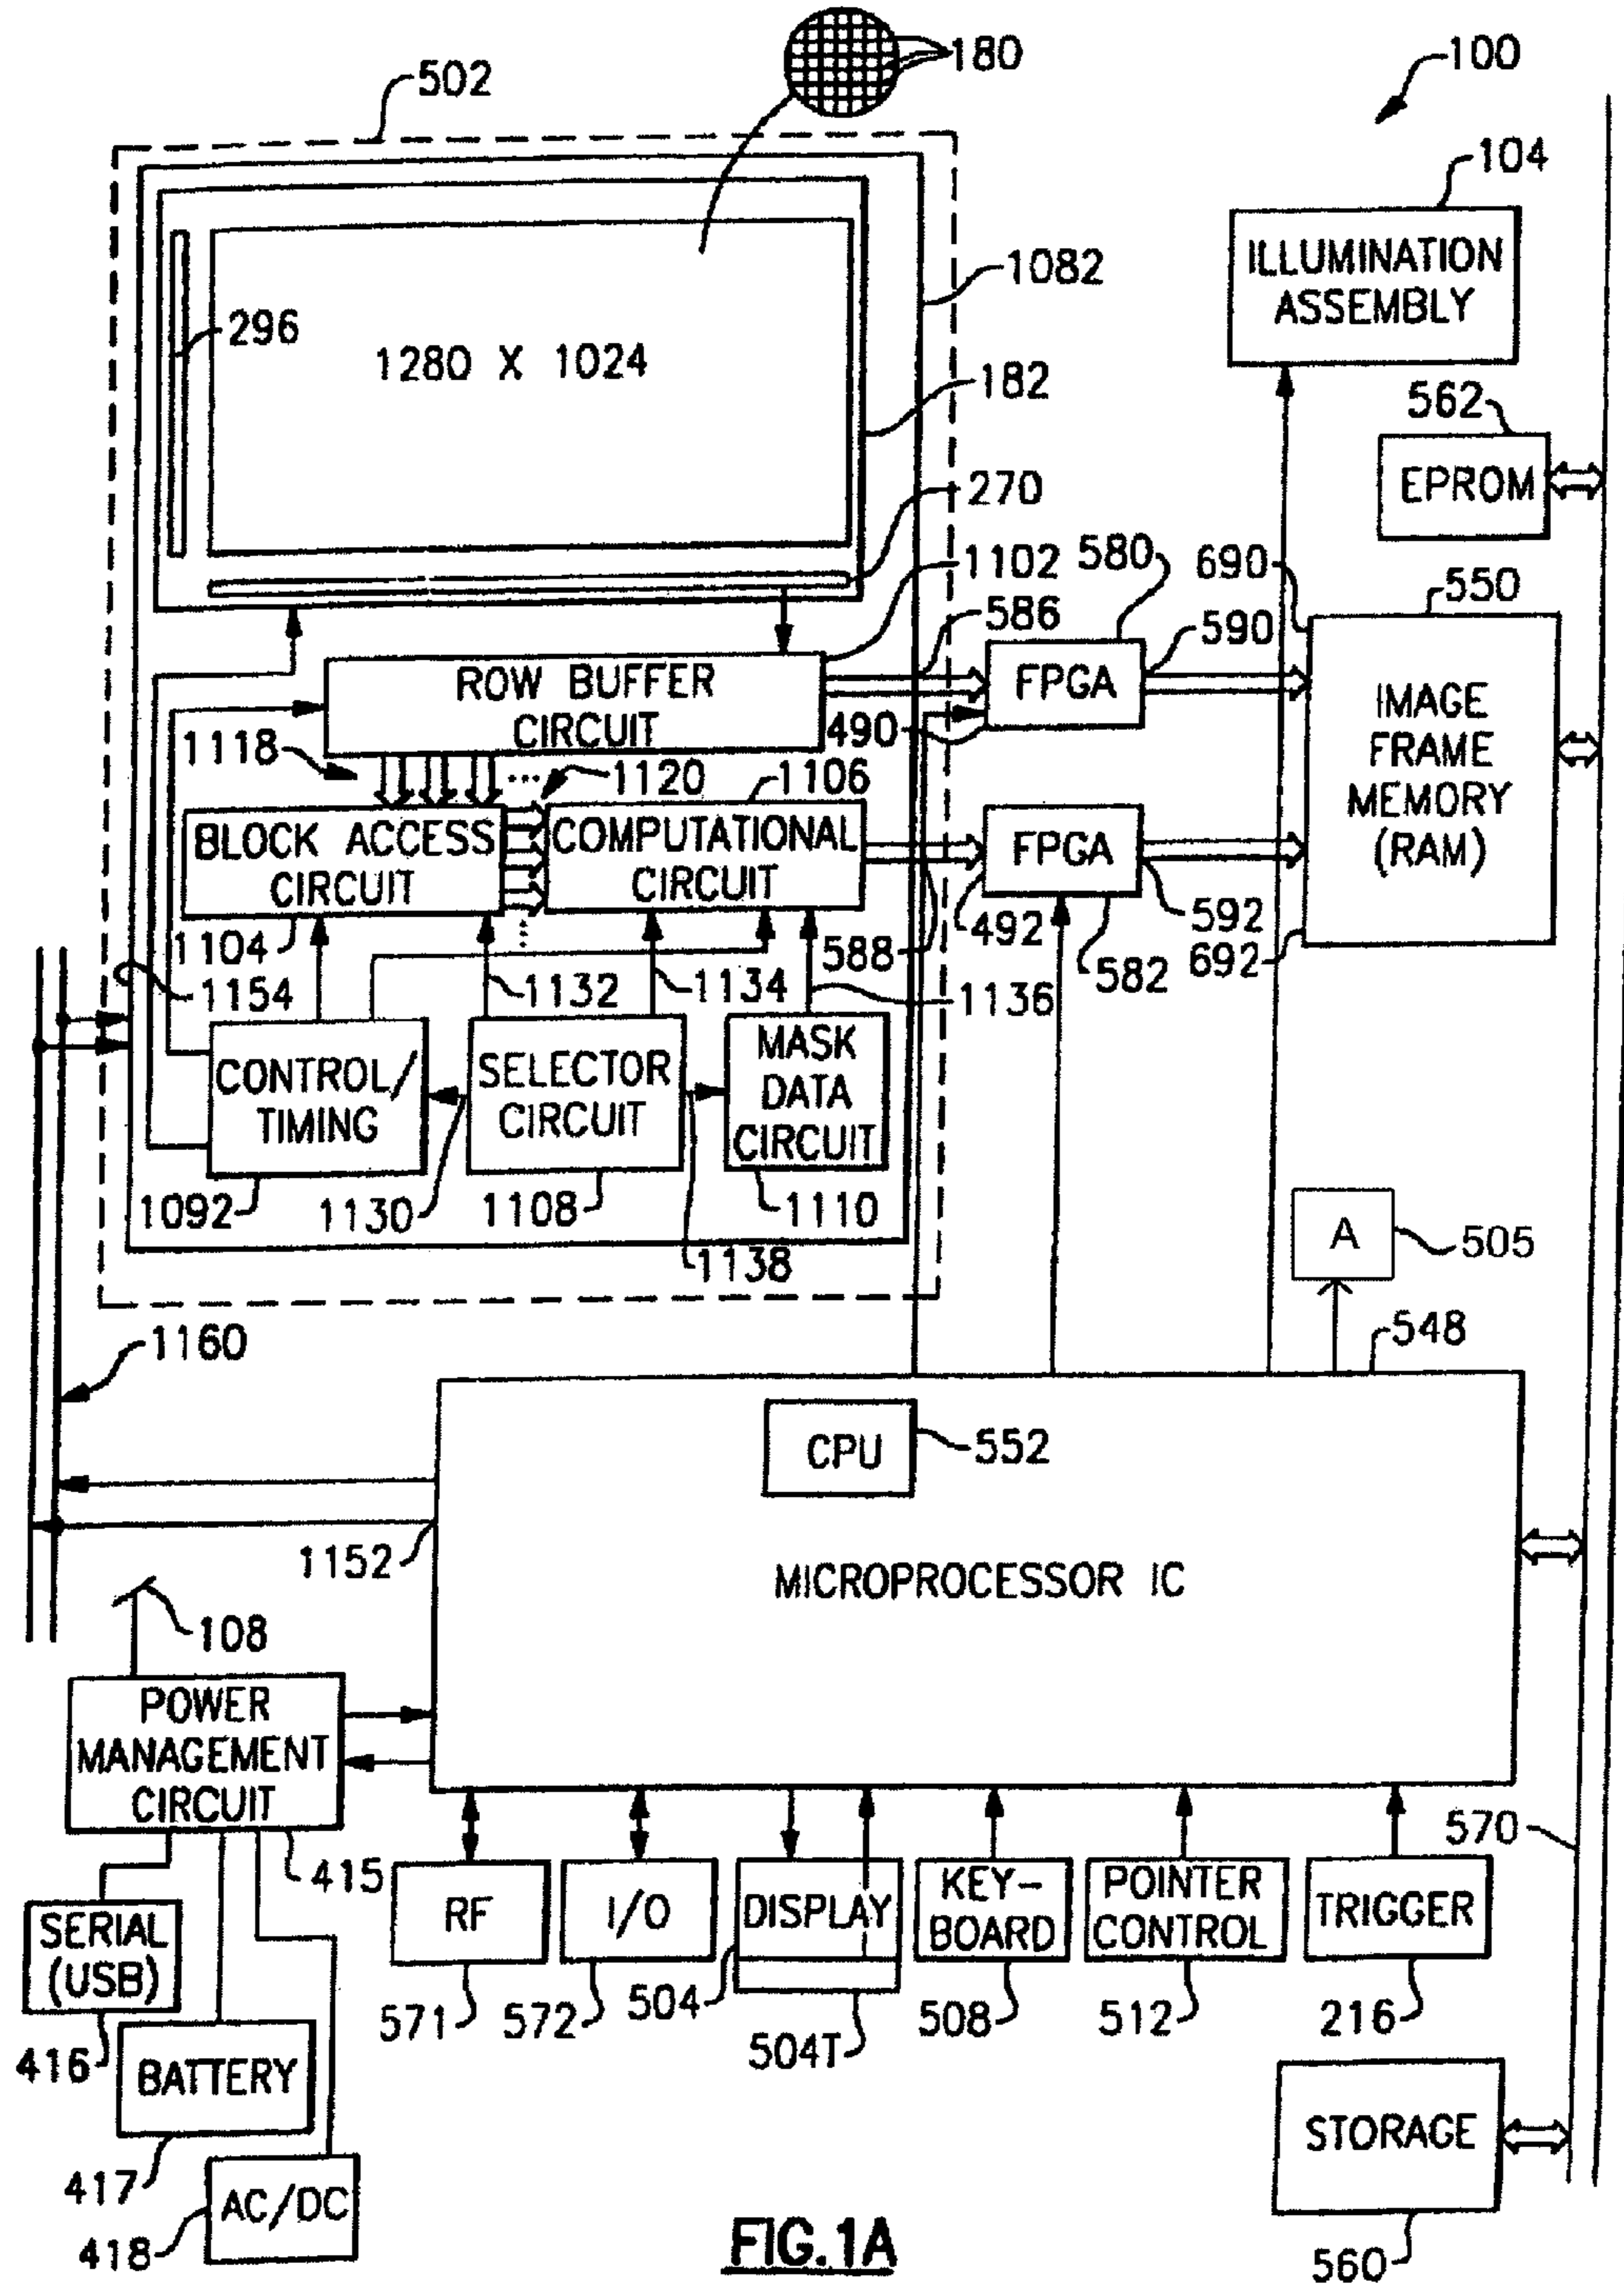 180
100
502
104
ILLUMINATION
ASSEMBLY
1082
296
1280 X 1024
182
562
EPROM
270
1102
580
690
550
586
590
ROW BUFFER
CIRCUIT
FPGA
IMAGE
FRAME
MEMORY
(RAM)
490
1118
1120
1106
BLOCK ACCESS
CIRCUIT
COMPUTATIONAL
CIRCUIT
FPGA
1104
588
492
592
582
692
1154
1132
1134
1136
CONTROL/
TIMING
SELECTOR
CIRCUIT
MASK
DATA
CIRCUIT
1092
1130
1108
1110
1138
A
505
1160
548
CPU
552
1152
MICROPROCESSOR IC
108
POWER
MANAGEMENT
CIRCUIT
415
570
SERIAL
(USB)
RF
I/O
DISPLAY
KEY-
BOARD
POINTER
CONTROL
TRIGGER
416
571
572
504
504T
508
512
216
BATTERY
417
STORAGE
AC/DC
418
560
FIG.1A